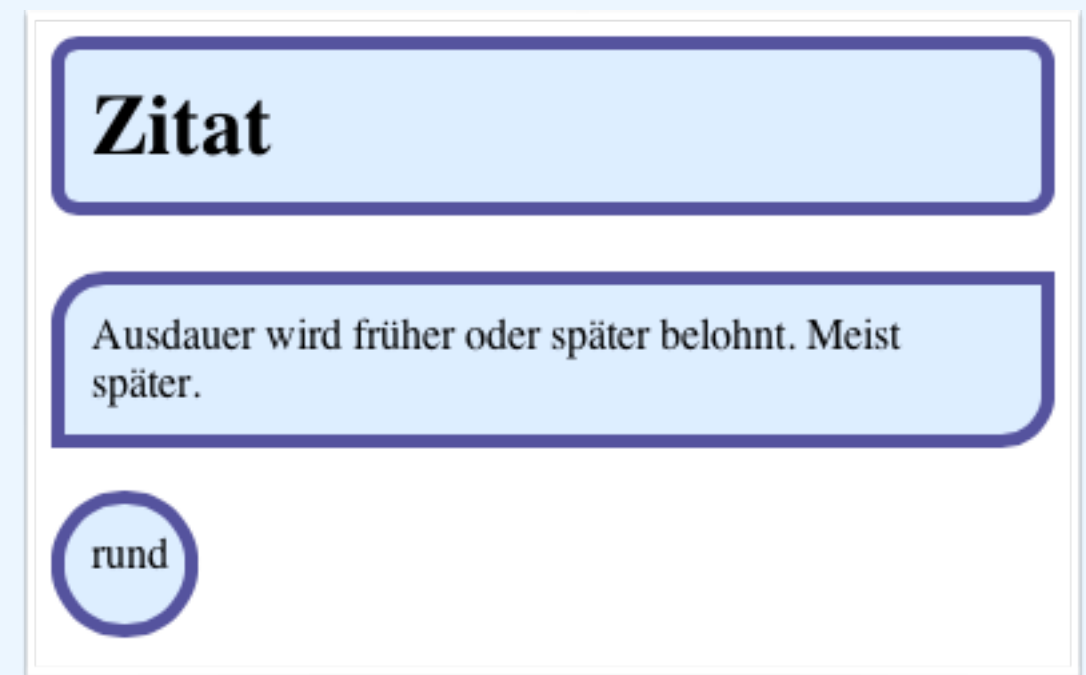 Zitat
Ausdauer wird früher oder später belohnt. Meist
später.
rund